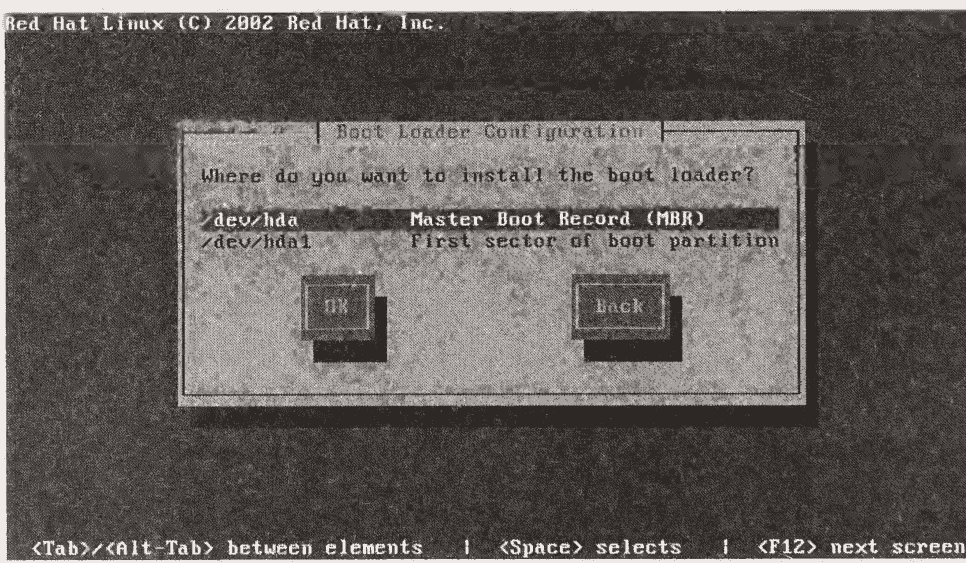 Red Hat Linux (C) 2002 Red Hat, Inc.
Boot Loader Configuration
Where do you want to install the boot loader?
/dev/hda Master Boot Record (MBR)
/dev/hda1 First sector of boot partition
OK Back
<Tab>/<Alt-Tab> between elements | <Space> selects | <F12> next screen